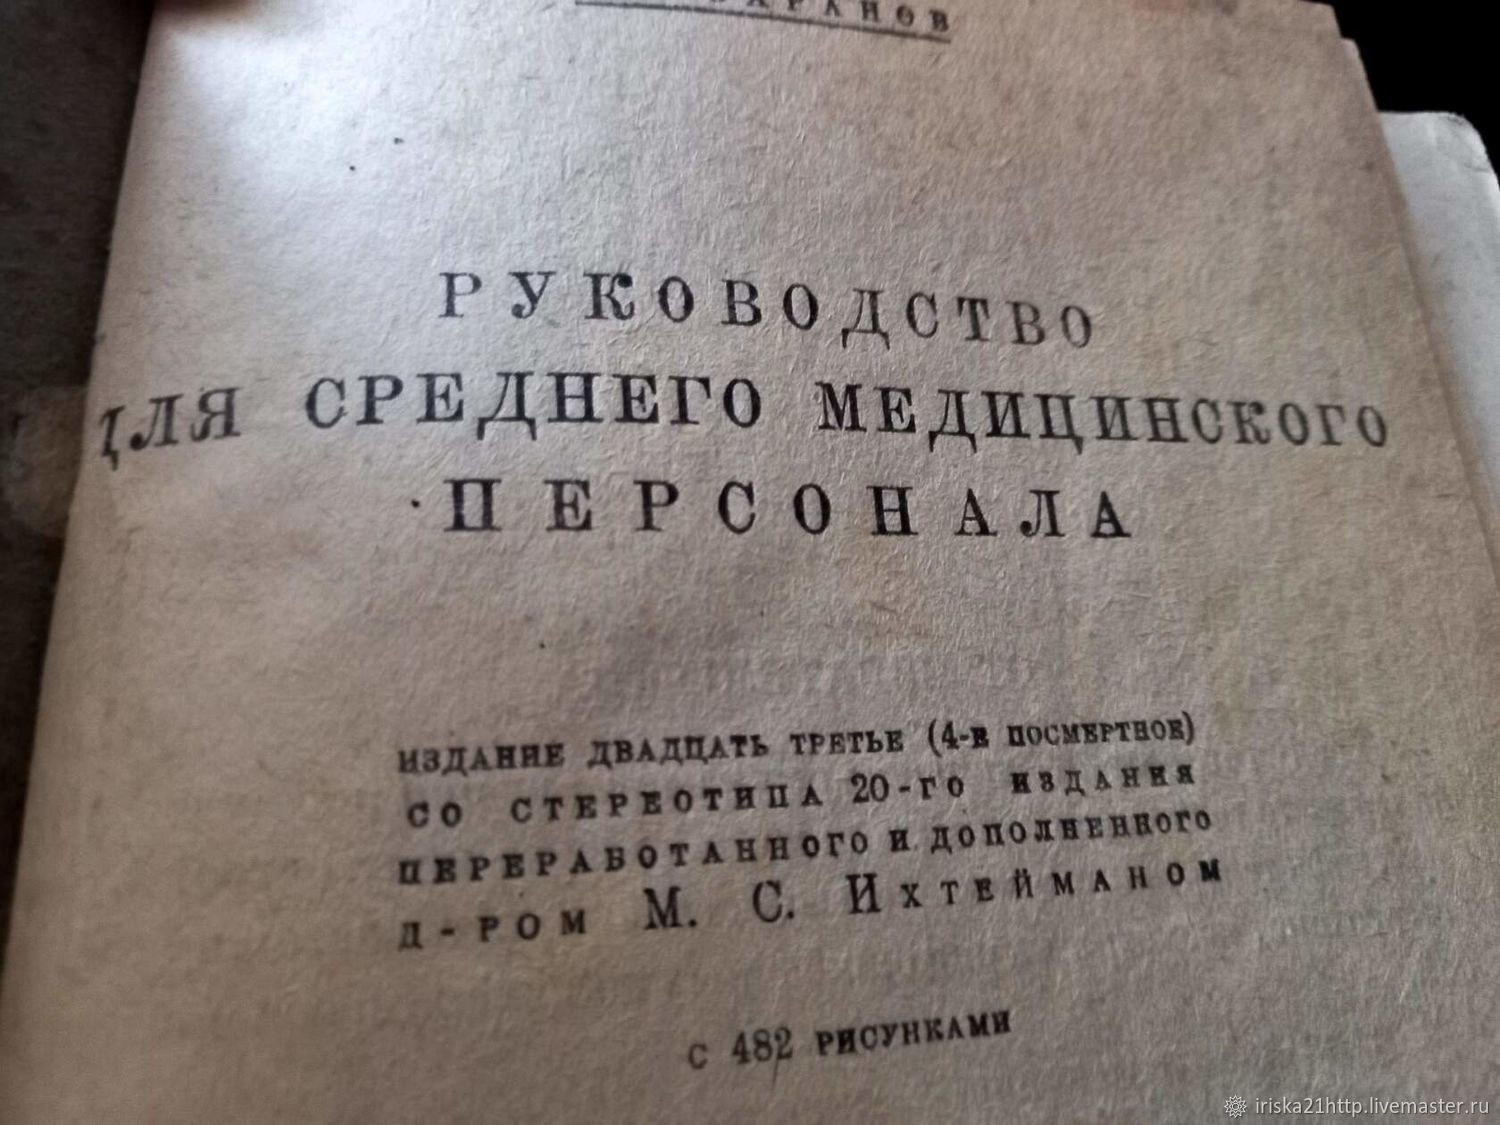 РУКОВОДСТВО
ДЛЯ СРЕДНЕГО МЕДИЦИНСКОГО
ПЕРСОНАЛА
ИЗДАНИЕ ДВАДЦАТЬ ТРЕТЬЕ (4-Е ПОСМЕРТНОЕ)
СО СТЕРЕОТИПА 20-ГО ИЗДАНИЯ
ПЕРЕРАБОТАННОГО И ДОПОЛНЕННОГО
Д-РОМ М. С. ИХТЕЙМАНОМ
С 482 РИСУНКАМИ
iriska21http.livemaster.ru